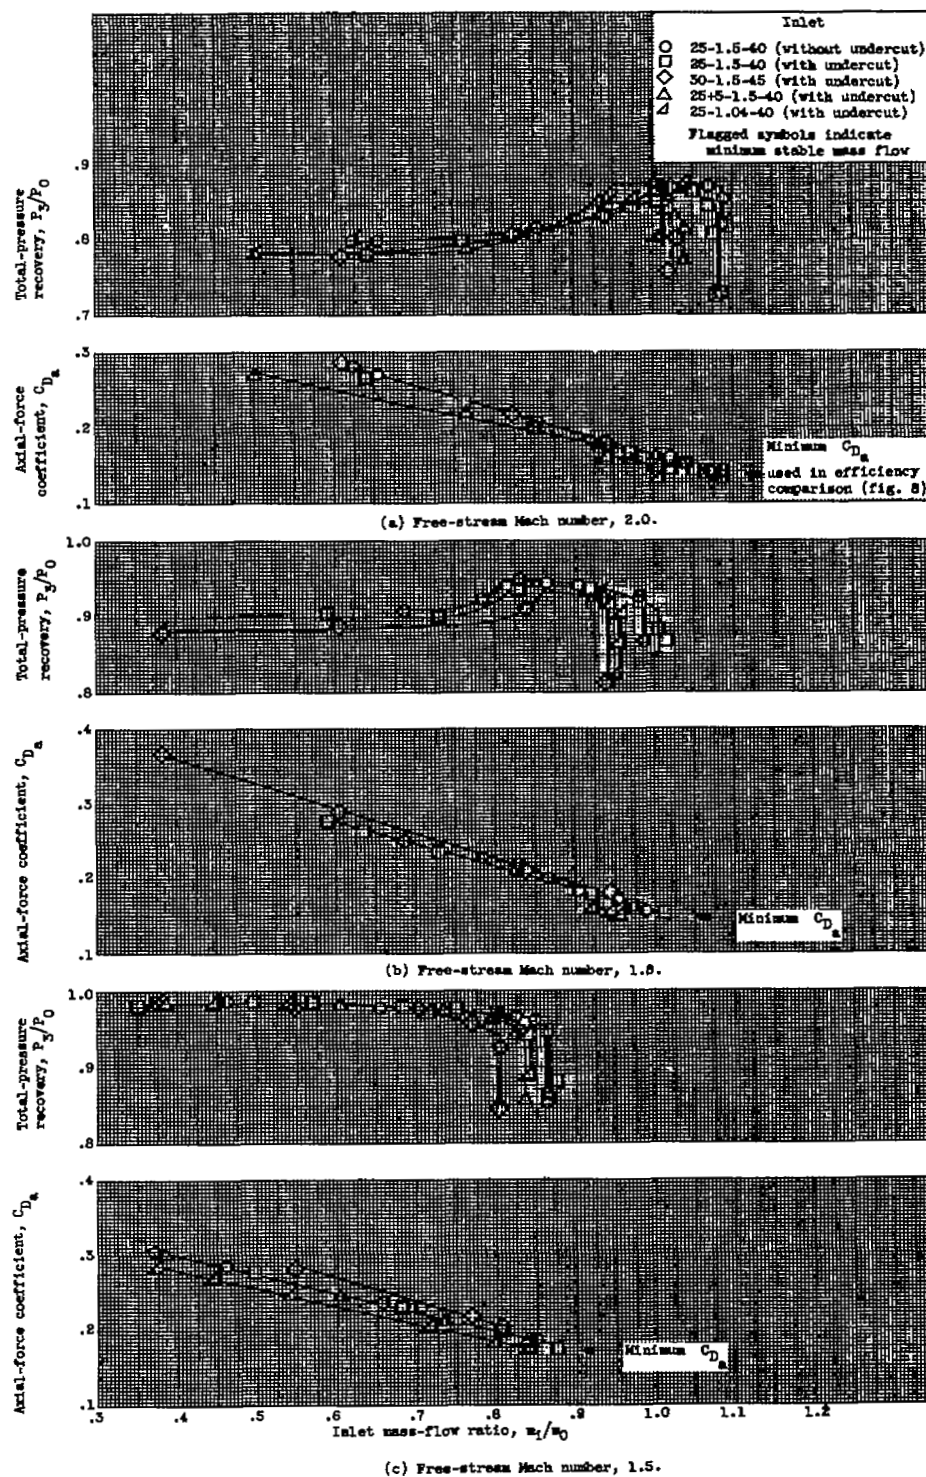 Inlet
25-1.5-40 (without undercut)
25-1.5-40 (with undercut)
30-1.5-45 (with undercut)
25+5-1.5-40 (with undercut)
25-1.04-40 (with undercut)
Flagged symbols indicate
minimum stable mass flow
Total-pressure
recovery, P3/P0
.9
.8
.7
Axial-force
coefficient, CDa
.3
.2
.1
Minimum CDa
used in efficiency
comparison (fig. 8)
(a) Free-stream Mach number, 2.0.
Total-pressure
recovery, P3/P0
1.0
.9
.8
Axial-force coefficient, CDa
.4
.3
.2
.1
Minimum CDa
(b) Free-stream Mach number, 1.8.
Total-pressure
recovery, P3/P0
1.0
.9
.8
Axial-force coefficient, CDa
.4
.3
.2
.1
Minimum CDa
.3 .4 .5 .6 .7 .8 .9 1.0 1.1 1.2
Inlet mass-flow ratio, m1/m0
(c) Free-stream Mach number, 1.5.